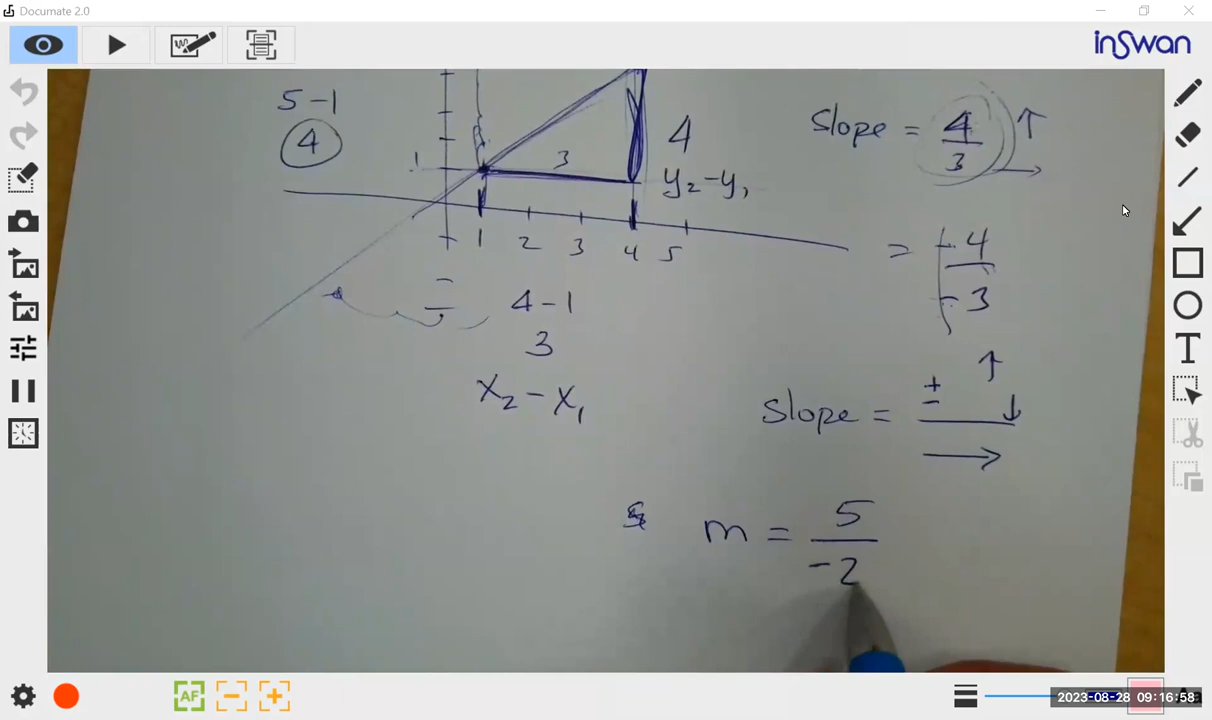 Documate 2.0
inSwan
5 - 1
4
1
3
4
y₂ - y₁
1 2 3 4 5
4 - 1
3
x₂ - x₁
Slope = 4/3 ↑ →
= -4/-3
Slope = ± ↑ ↓ / →
m = 5/-2
AF
2023-08-28 09:16:58
T